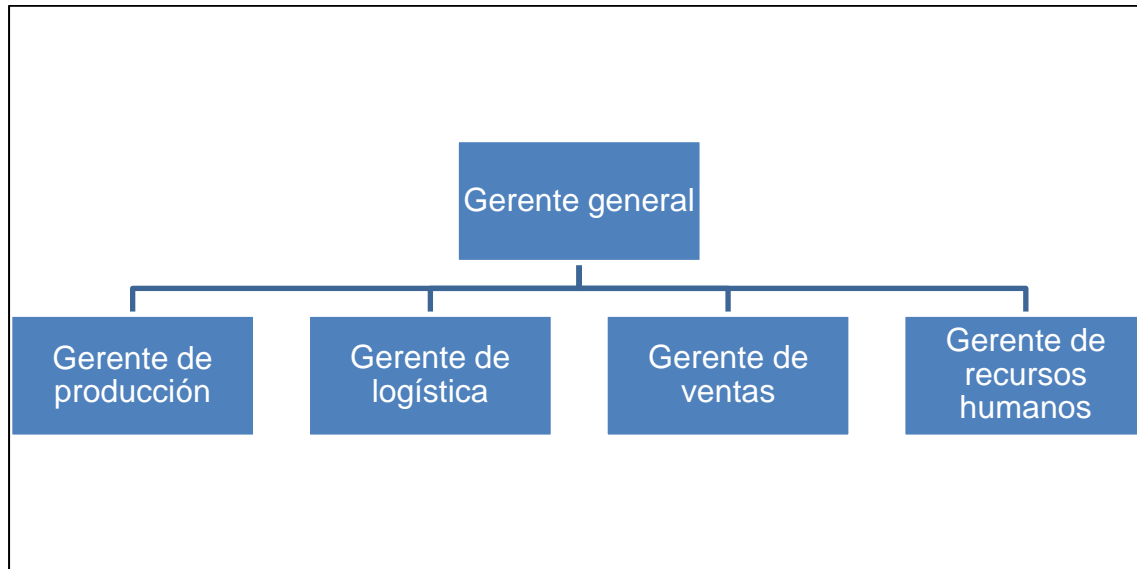 Gerente general
Gerente de
producción
Gerente de
logística
Gerente de
ventas
Gerente de
recursos
humanos